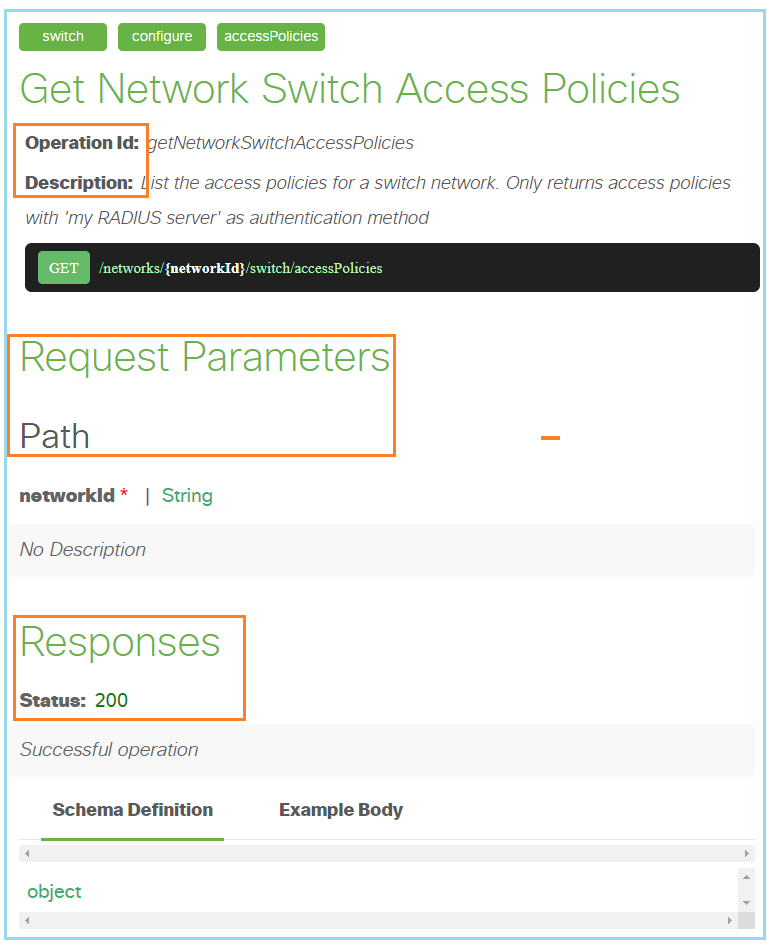 switch configure accessPolicies
Get Network Switch Access Policies
Operation Id: getNetworkSwitchAccessPolicies
Description: List the access policies for a switch network. Only returns access policies
with 'my RADIUS server' as authentication method
GET /networks/{networkId}/switch/accessPolicies
Request Parameters
Path
networkId * | String
No Description
Responses
Status: 200
Successful operation
Schema Definition Example Body
object